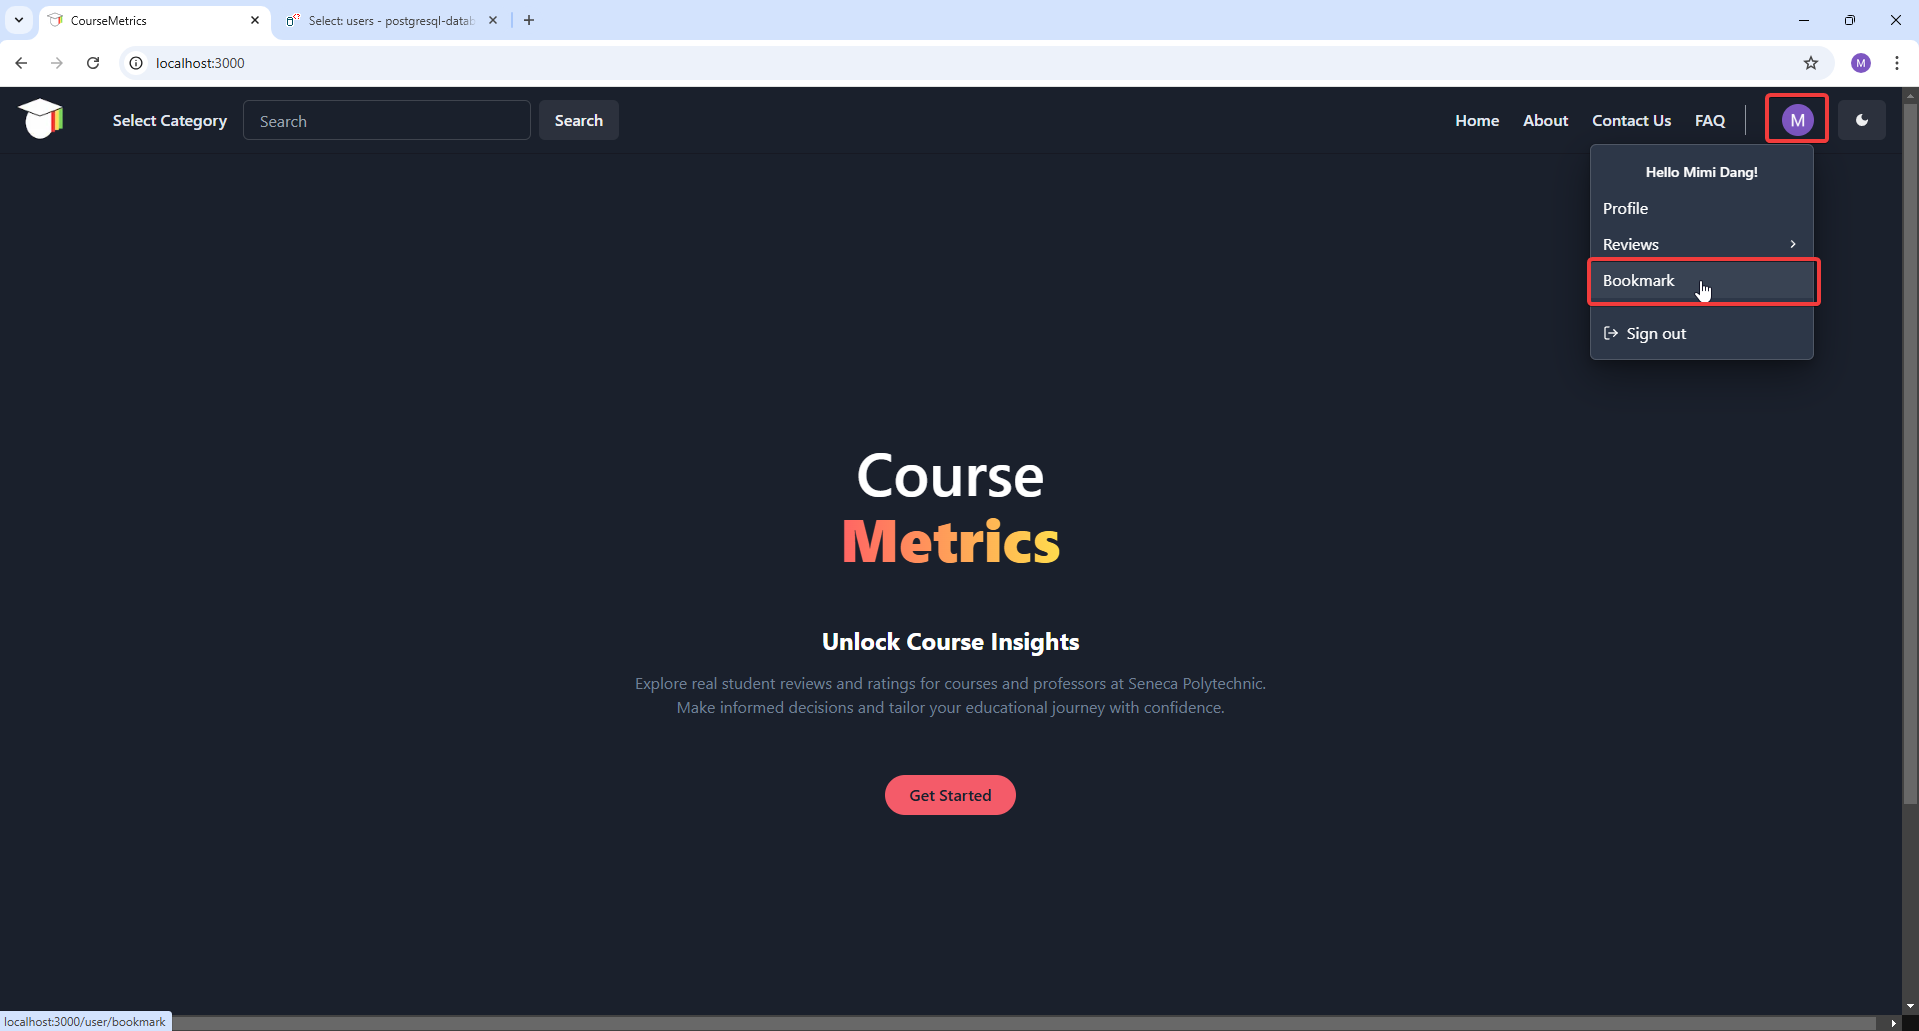 CourseMetrics
Select: users - postgresql-datab
localhost:3000
M
Select Category
Search
Search
Home
About
Contact Us
FAQ
M
Hello Mimi Dang!
Profile
Reviews
Bookmark
Sign out
Course
Metrics
Unlock Course Insights
Explore real student reviews and ratings for courses and professors at Seneca Polytechnic.
Make informed decisions and tailor your educational journey with confidence.
Get Started
localhost:3000/user/bookmark